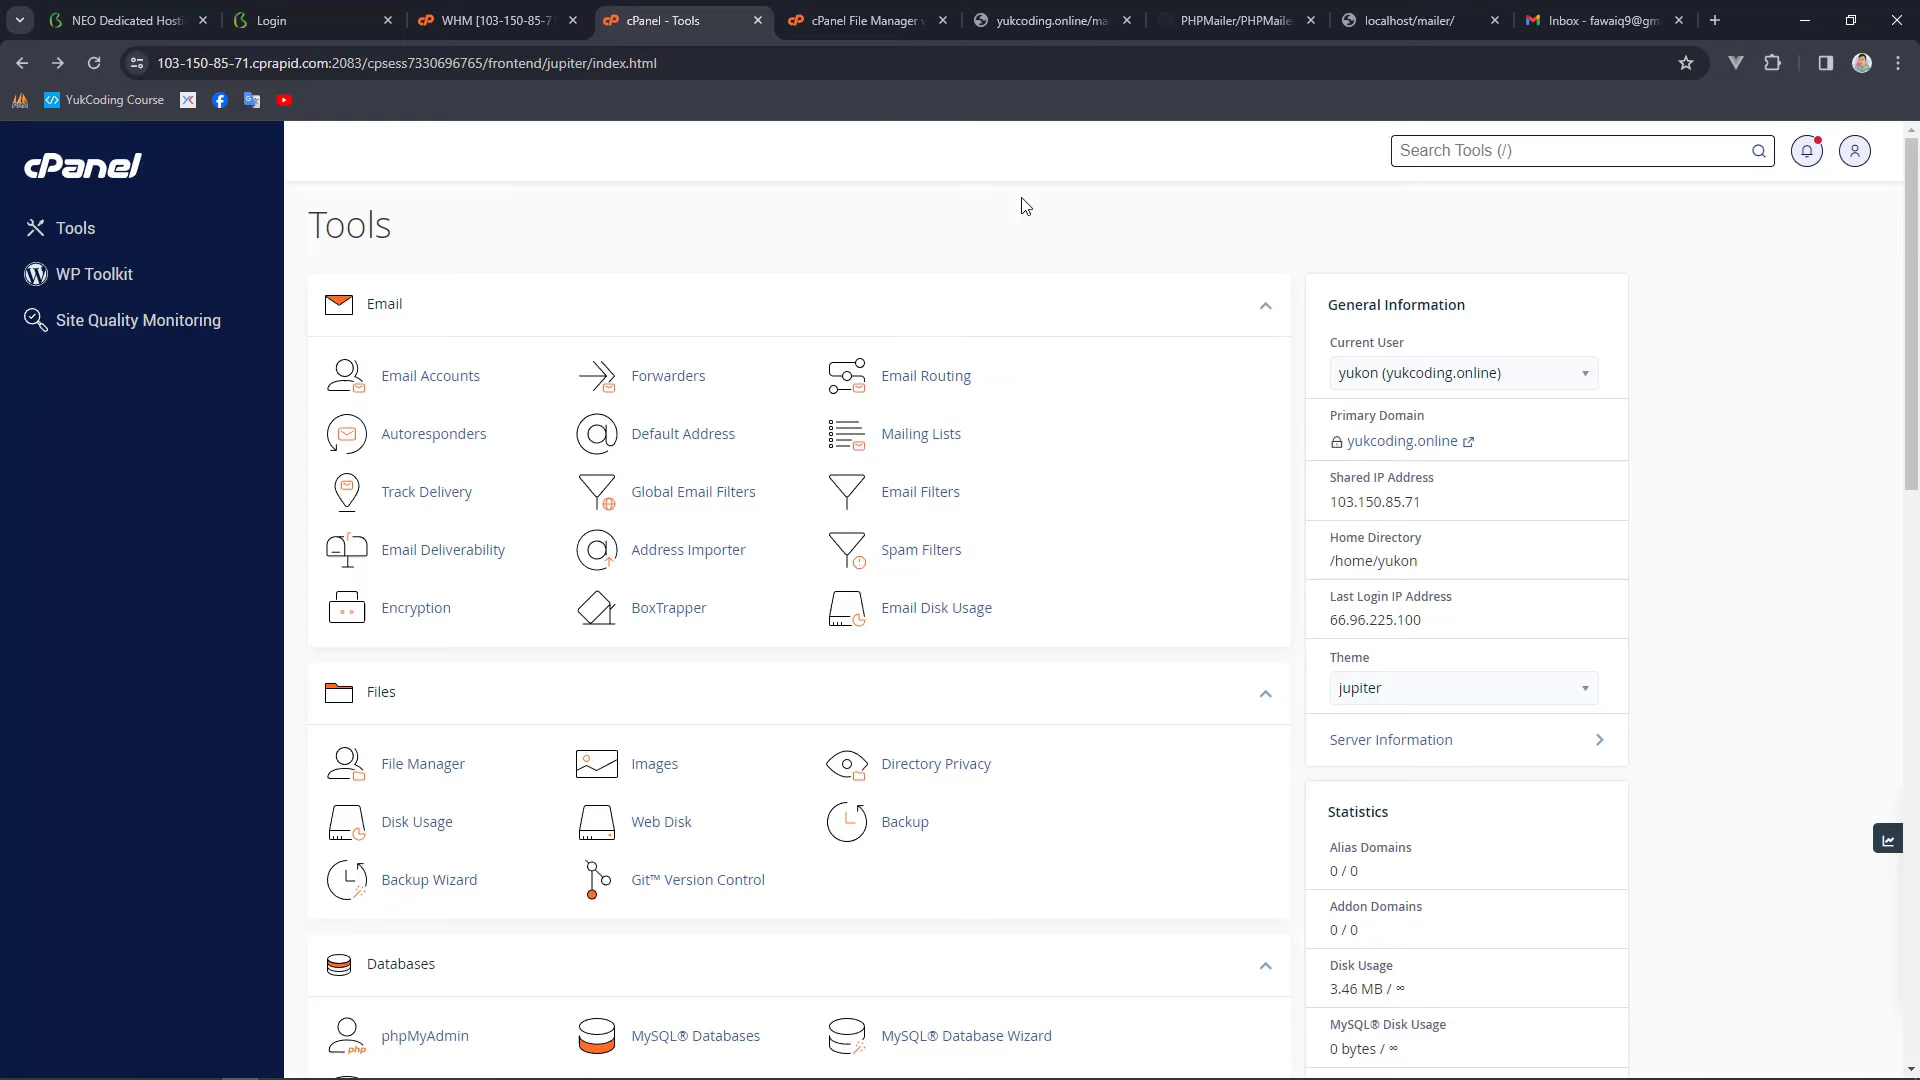 NEO Dedicated Hosti
Login
WHM [103-150-85-7
cPanel - Tools
cPanel File Manager v
yukcoding.online/ma
PHPMailer/PHPMaile
localhost/mailer/
Inbox - fawaiq9@gm
103-150-85-71.cprapid.com:2083/cpsess7330696765/frontend/jupiter/index.html
YukCoding Course
cPanel
Search Tools (/)
Tools
WP Toolkit
Site Quality Monitoring
Tools
Email
Email Accounts
Forwarders
Email Routing
Autoresponders
Default Address
Mailing Lists
Track Delivery
Global Email Filters
Email Filters
Email Deliverability
Address Importer
Spam Filters
Encryption
BoxTrapper
Email Disk Usage
Files
File Manager
Images
Directory Privacy
Disk Usage
Web Disk
Backup
Backup Wizard
Git™ Version Control
Databases
phpMyAdmin
MySQL® Databases
MySQL® Database Wizard
General Information
Current User
yukon (yukcoding.online)
Primary Domain
yukcoding.online
Shared IP Address
103.150.85.71
Home Directory
/home/yukon
Last Login IP Address
66.96.225.100
Theme
jupiter
Server Information
Statistics
Alias Domains
0 / 0
Addon Domains
0 / 0
Disk Usage
3.46 MB / ∞
MySQL® Disk Usage
0 bytes / ∞